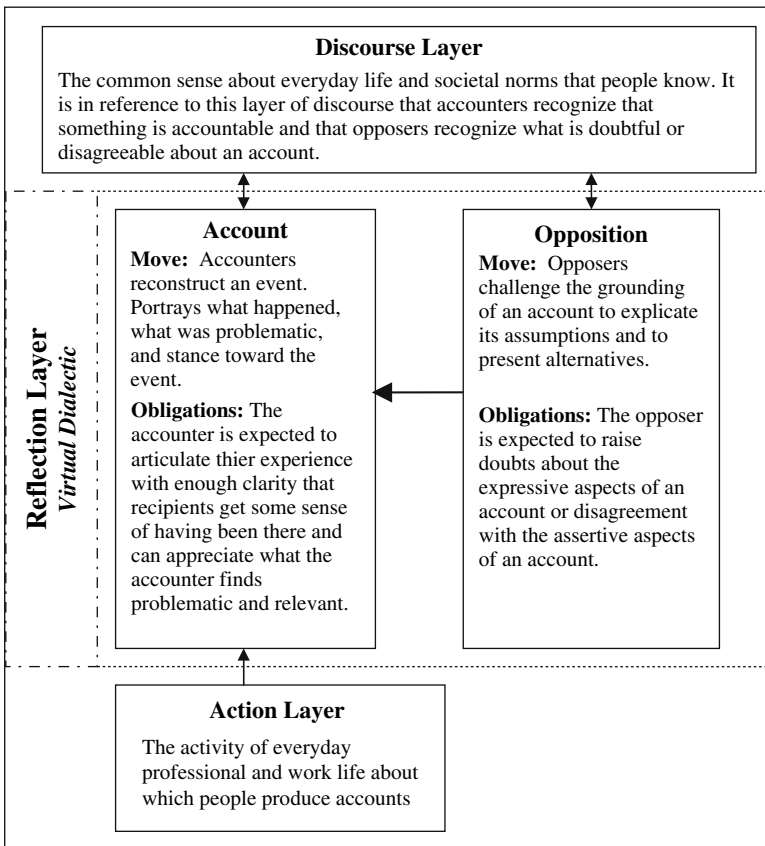 Discourse Layer
The common sense about everyday life and societal norms that people know. It
is in reference to this layer of discourse that accounters recognize that
something is accountable and that opposers recognize what is doubtful or
disagreeable about an account.
Reflection Layer
Virtual Dialectic
Account
Move: Accounters
reconstruct an event.
Portrays what happened,
what was problematic,
and stance toward the
event.
Obligations: The
accounter is expected to
articulate thier experience
with enough clarity that
recipients get some sense
of having been there and
can appreciate what the
accounter finds
problematic and relevant.
Opposition
Move: Opposers
challenge the grounding
of an account to explicate
its assumptions and to
present alternatives.
Obligations: The opposer
is expected to raise
doubts about the
expressive aspects of an
account or disagreement
with the assertive aspects
of an account.
Action Layer
The activity of everyday
professional and work life about
which people produce accounts